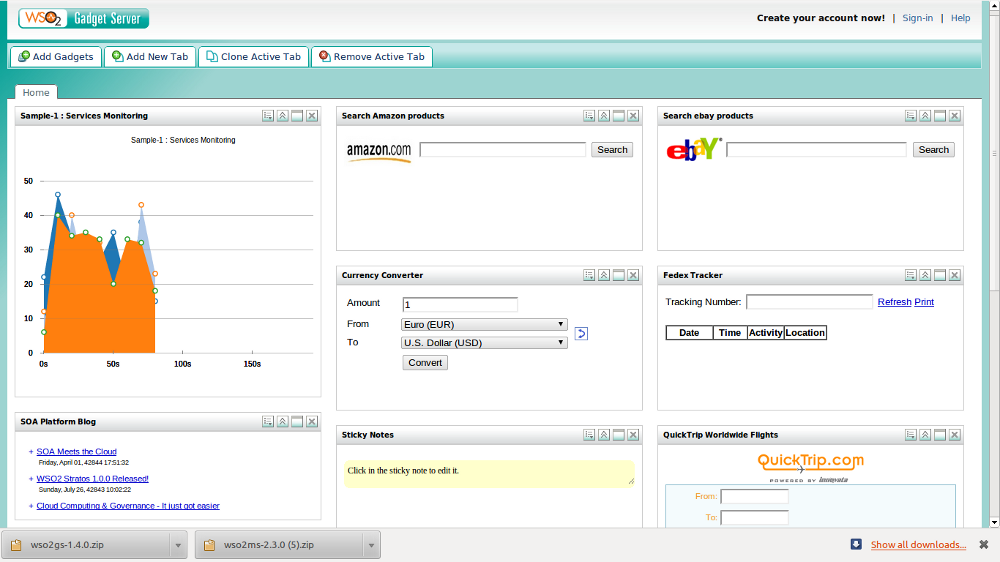 WSO2 Gadget Server
Create your account now! | Sign-in | Help
Add Gadgets
Add New Tab
Clone Active Tab
Remove Active Tab
Home
Sample-1 : Services Monitoring
Sample-1 : Services Monitoring
50
40
30
20
10
0
0s 50s 100s 150s
Search Amazon products
amazon.com
Search
Search ebay products
ebay
Search
Currency Converter
Amount 1
From Euro (EUR)
To U.S. Dollar (USD)
Convert
Fedex Tracker
Tracking Number: Refresh Print
Date Time Activity Location
SOA Platform Blog
+ SOA Meets the Cloud
Friday, April 01, 42844 17:51:32
+ WSO2 Stratos 1.0.0 Released!
Sunday, July 26, 42843 10:02:22
+ Cloud Computing & Governance - It just got easier
Sticky Notes
Click in the sticky note to edit it.
QuickTrip Worldwide Flights
QuickTrip.com
POWERED BY innovata
From:
To:
wso2gs-1.4.0.zip
wso2ms-2.3.0 (5).zip
Show all downloads...